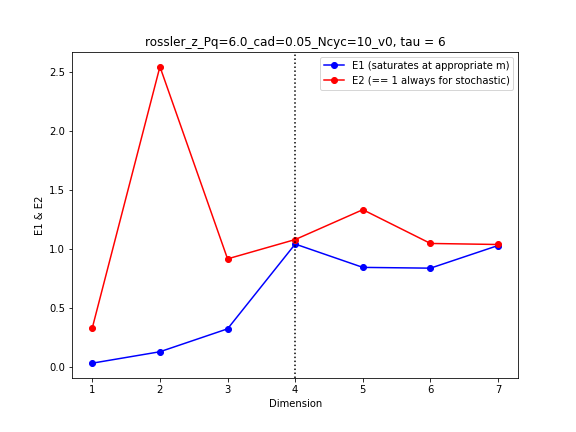 rossler_z_Pq=6.0_cad=0.05_Ncyc=10_v0, tau = 6
E1 (saturates at appropriate m)
E2 (== 1 always for stochastic)
E1 & E2
2.5
2.0
1.5
1.0
0.5
0.0
1 2 3 4 5 6 7
Dimension